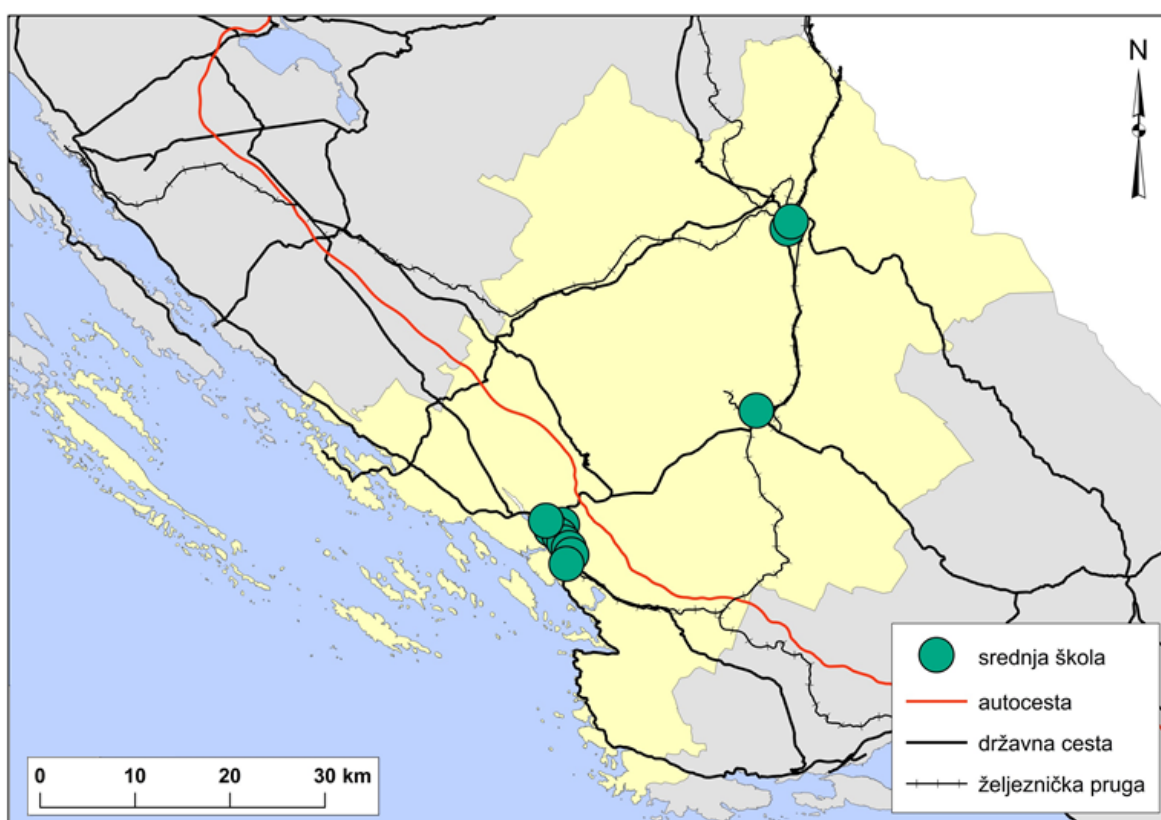 N
srednja škola
autocesta
državna cesta
željeznička pruga
0 10 20 30 km